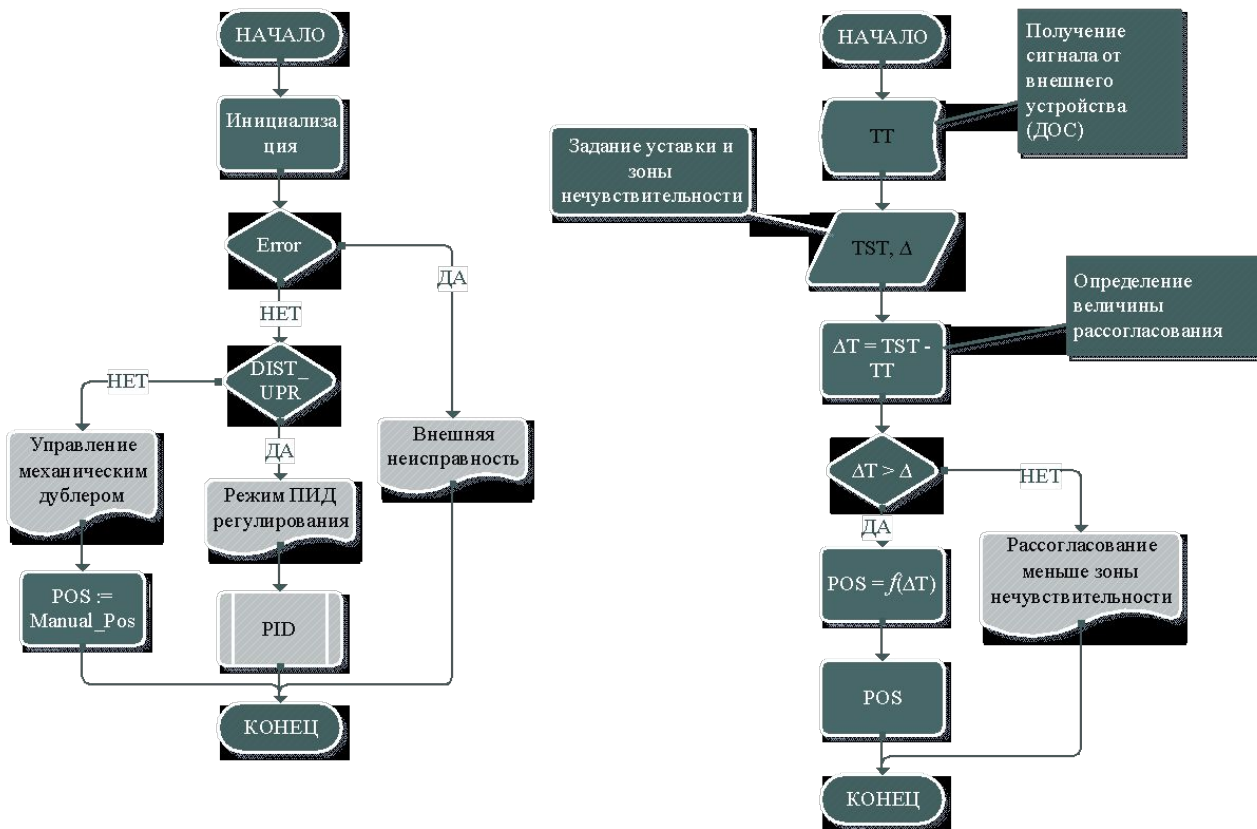 НАЧАЛО
Инициализа
ция
Error
ДА
НЕТ
DIST_
UPR
НЕТ
ДА
Управление
механическим
дублером
Режим ПИД
регулирования
Внешняя
неисправность
POS :=
Manual_Pos
PID
КОНЕЦ
НАЧАЛО
Получение
сигнала от
внешнего
устройства
(ДОС)
TT
Задание уставки и
зоны
нечувствительности
TST, Δ
Определение
величины
рассогласования
ΔT = TST -
TT
ΔT > Δ
НЕТ
ДА
POS = f(ΔT)
Рассогласование
меньше зоны
нечувствительности
POS
КОНЕЦ